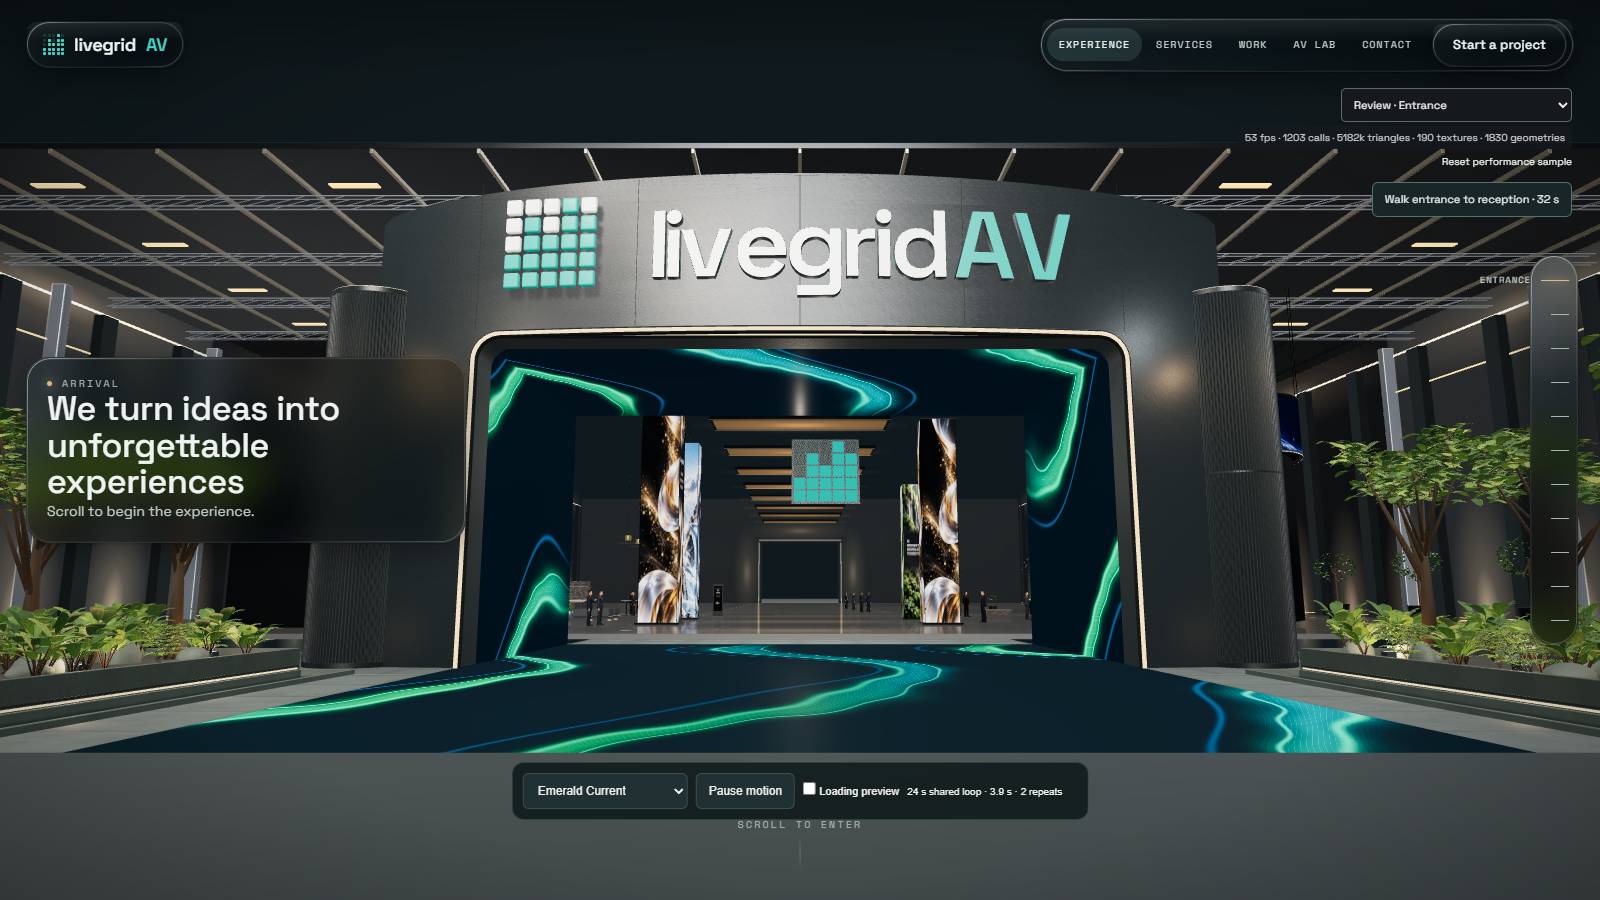 livegrid AV
EXPERIENCE SERVICES WORK AV LAB CONTACT Start a project
Review · Entrance
53 fps · 1203 calls · 5182k triangles · 190 textures · 1830 geometries
Reset performance sample
Walk entrance to reception · 32 s
livegrid AV
ENTRANCE
ARRIVAL
We turn ideas into
unforgettable
experiences
Scroll to begin the experience.
Emerald Current Pause motion Loading preview 24 s shared loop · 3.9 s · 2 repeats
SCROLL TO ENTER